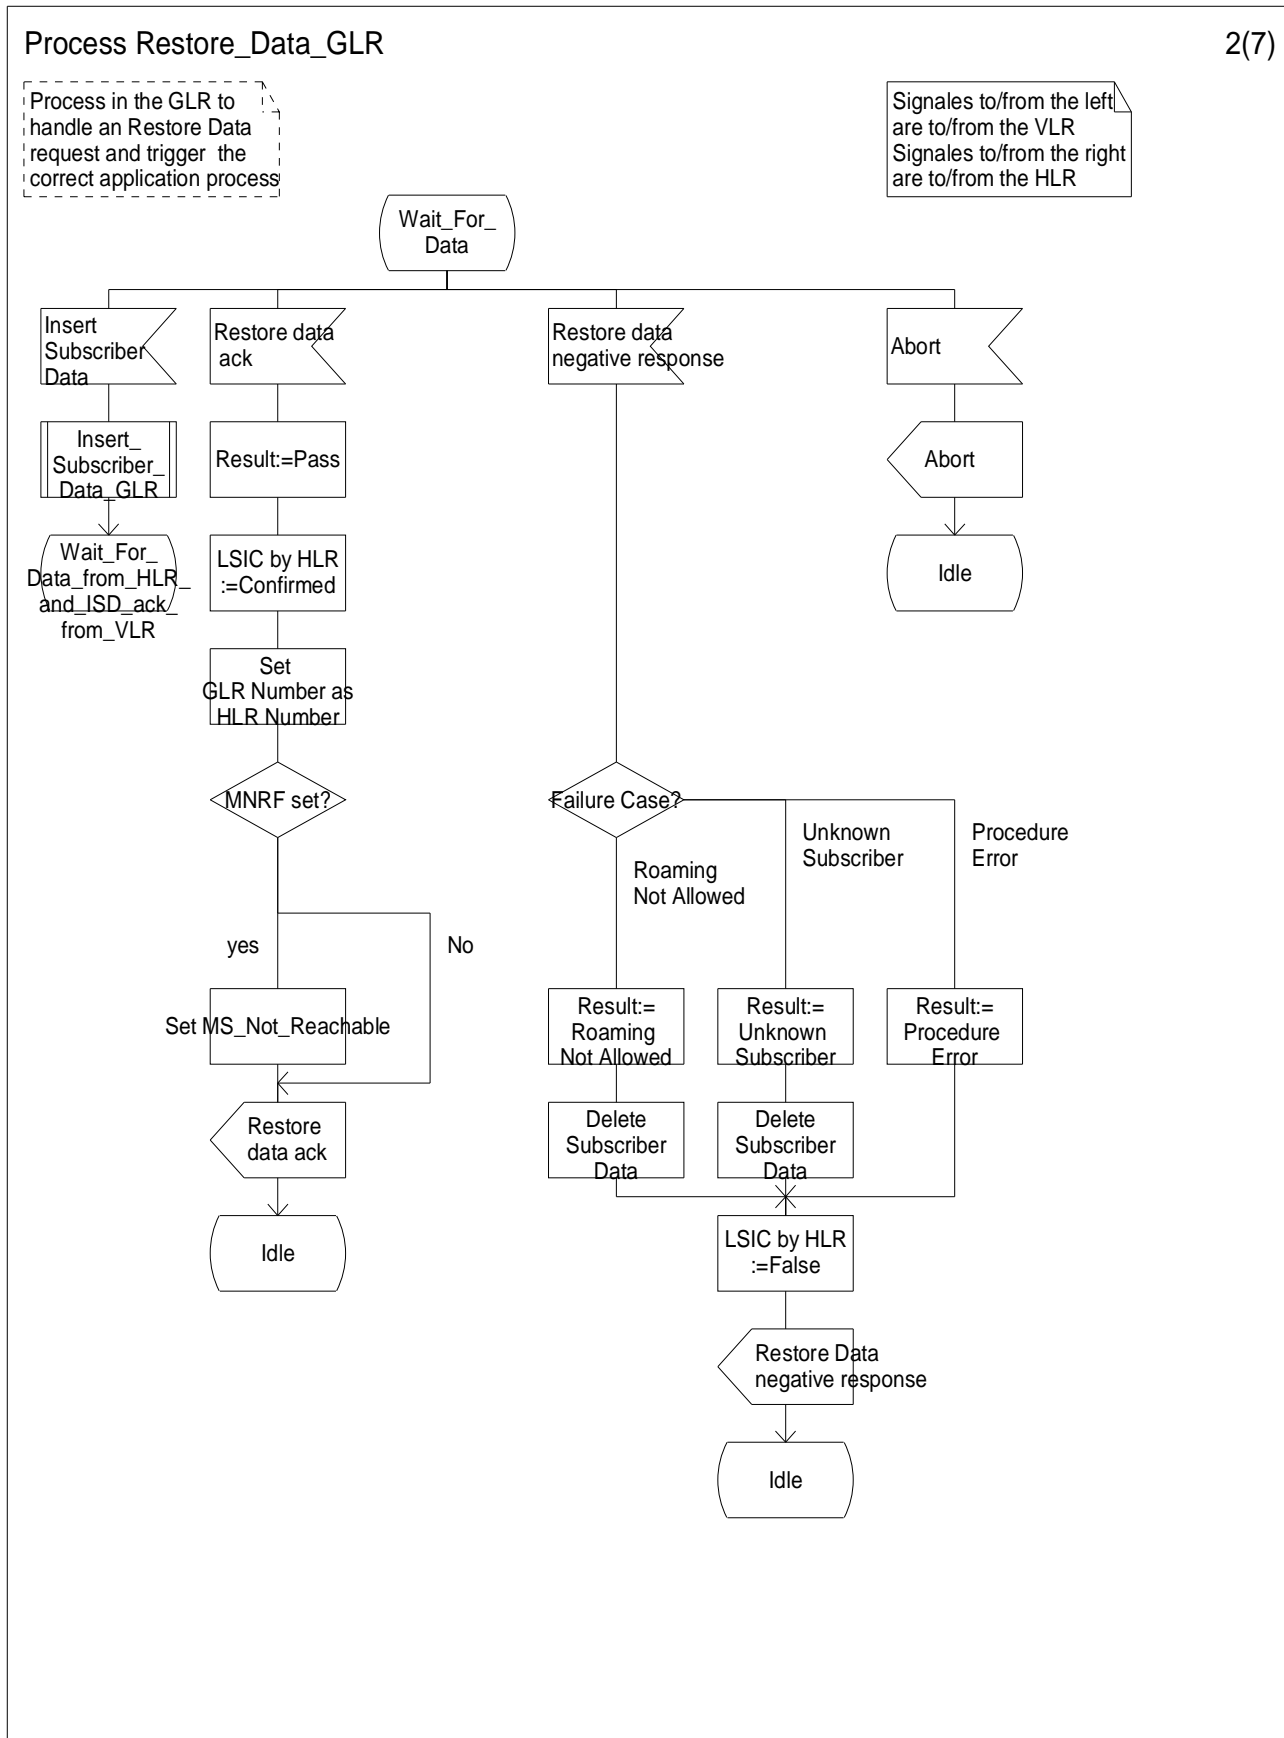 Process Restore_Data_GLR
2(7)
Process in the GLR to
handle an Restore Data
request and trigger the
correct application process
Signales to/from the left
are to/from the VLR
Signales to/from the right
are to/from the HLR
Wait_For_
Data
Insert
Subscriber
Data
Restore data
ack
Restore data
negative response
Abort
Insert_
Subscriber_
Data_GLR
Result:=Pass
Abort
Wait_For_
Data_from_HLR_
and_ISD_ack_
from_VLR
LSIC by HLR
:=Confirmed
Idle
Set
GLR Number as
HLR Number
MNRF set?
Failure Case?
Roaming
Not Allowed
Unknown
Subscriber
Procedure
Error
yes
No
Set MS_Not_Reachable
Result:=
Roaming
Not Allowed
Result:=
Unknown
Subscriber
Result:=
Procedure
Error
Restore
data ack
Delete
Subscriber
Data
Delete
Subscriber
Data
Idle
LSIC by HLR
:=False
Restore Data
negative response
Idle